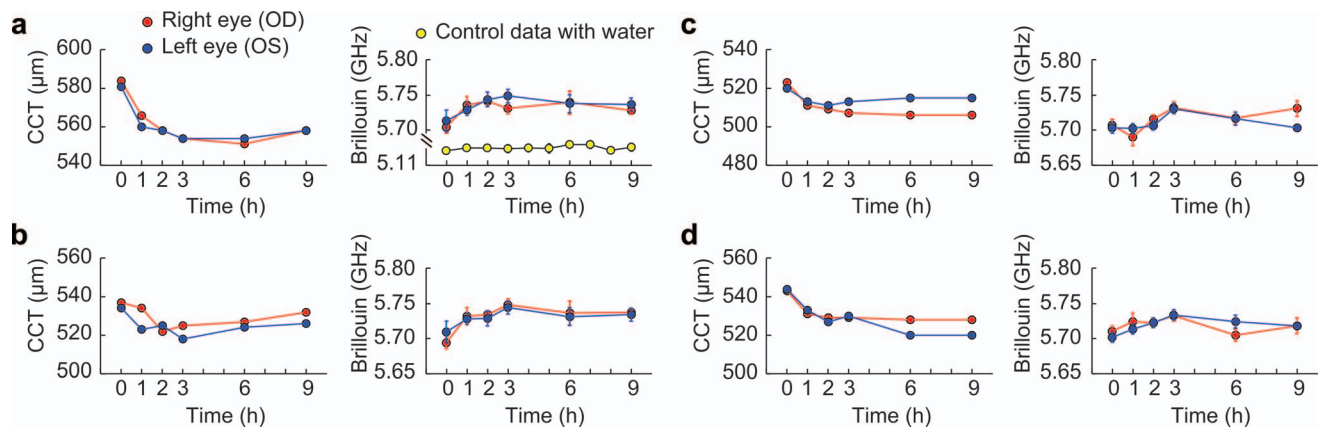 a
Right eye (OD)
Left eye (OS)
Control data with water
CCT (µm)
600
580
560
540
0 1 2 3 6 9
Time (h)
Brillouin (GHz)
5.80
5.75
5.70
5.11
0 1 2 3 6 9
Time (h)
c
CCT (µm)
540
520
500
480
0 1 2 3 6 9
Time (h)
Brillouin (GHz)
5.80
5.75
5.70
5.65
0 1 2 3 6 9
Time (h)
b
CCT (µm)
560
540
520
500
0 1 2 3 6 9
Time (h)
Brillouin (GHz)
5.80
5.75
5.70
5.65
0 1 2 3 6 9
Time (h)
d
CCT (µm)
560
540
520
500
0 1 2 3 6 9
Time (h)
Brillouin (GHz)
5.80
5.75
5.70
5.65
0 1 2 3 6 9
Time (h)